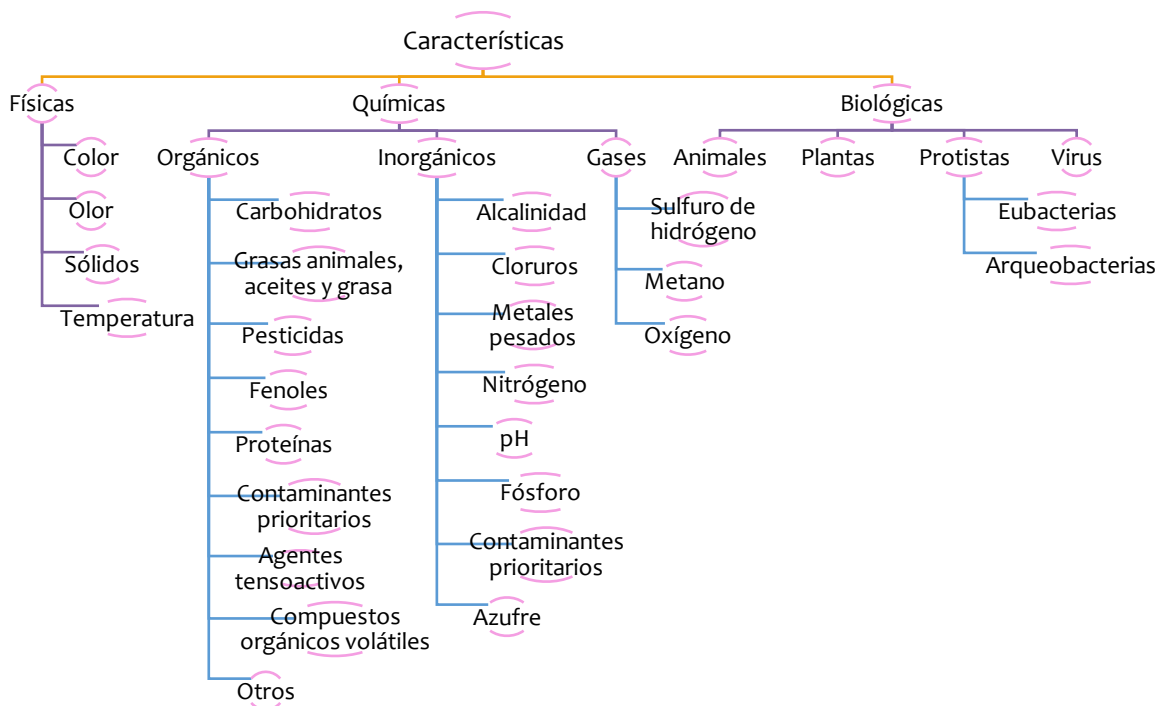 Características
Físicas
Color
Olor
Sólidos
Temperatura
Químicas
Orgánicos
Carbohidratos
Grasas animales,
aceites y grasa
Pesticidas
Fenoles
Proteínas
Contaminantes
prioritarios
Agentes
tensoactivos
Compuestos
orgánicos volátiles
Otros
Inorgánicos
Alcalinidad
Cloruros
Metales
pesados
Nitrógeno
pH
Fósforo
Contaminantes
prioritarios
Azufre
Gases
Sulfuro de
hidrógeno
Metano
Oxígeno
Biológicas
Animales
Plantas
Protistas
Eubacterias
Arqueobacterias
Virus